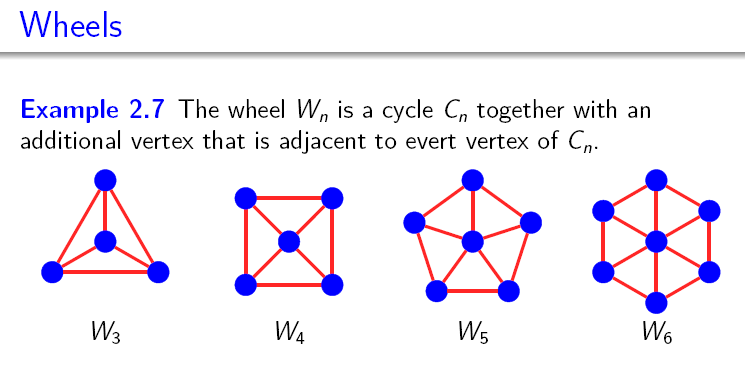 Wheels
Example 2.7 The wheel Wₙ is a cycle Cₙ together with an
additional vertex that is adjacent to evert vertex of Cₙ.
W₃ W₄ W₅ W₆